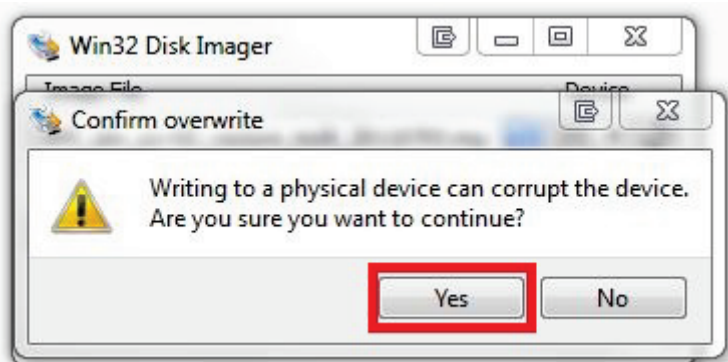 Win32 Disk Imager
Image File Device
Confirm overwrite
Writing to a physical device can corrupt the device.
Are you sure you want to continue?
Yes No